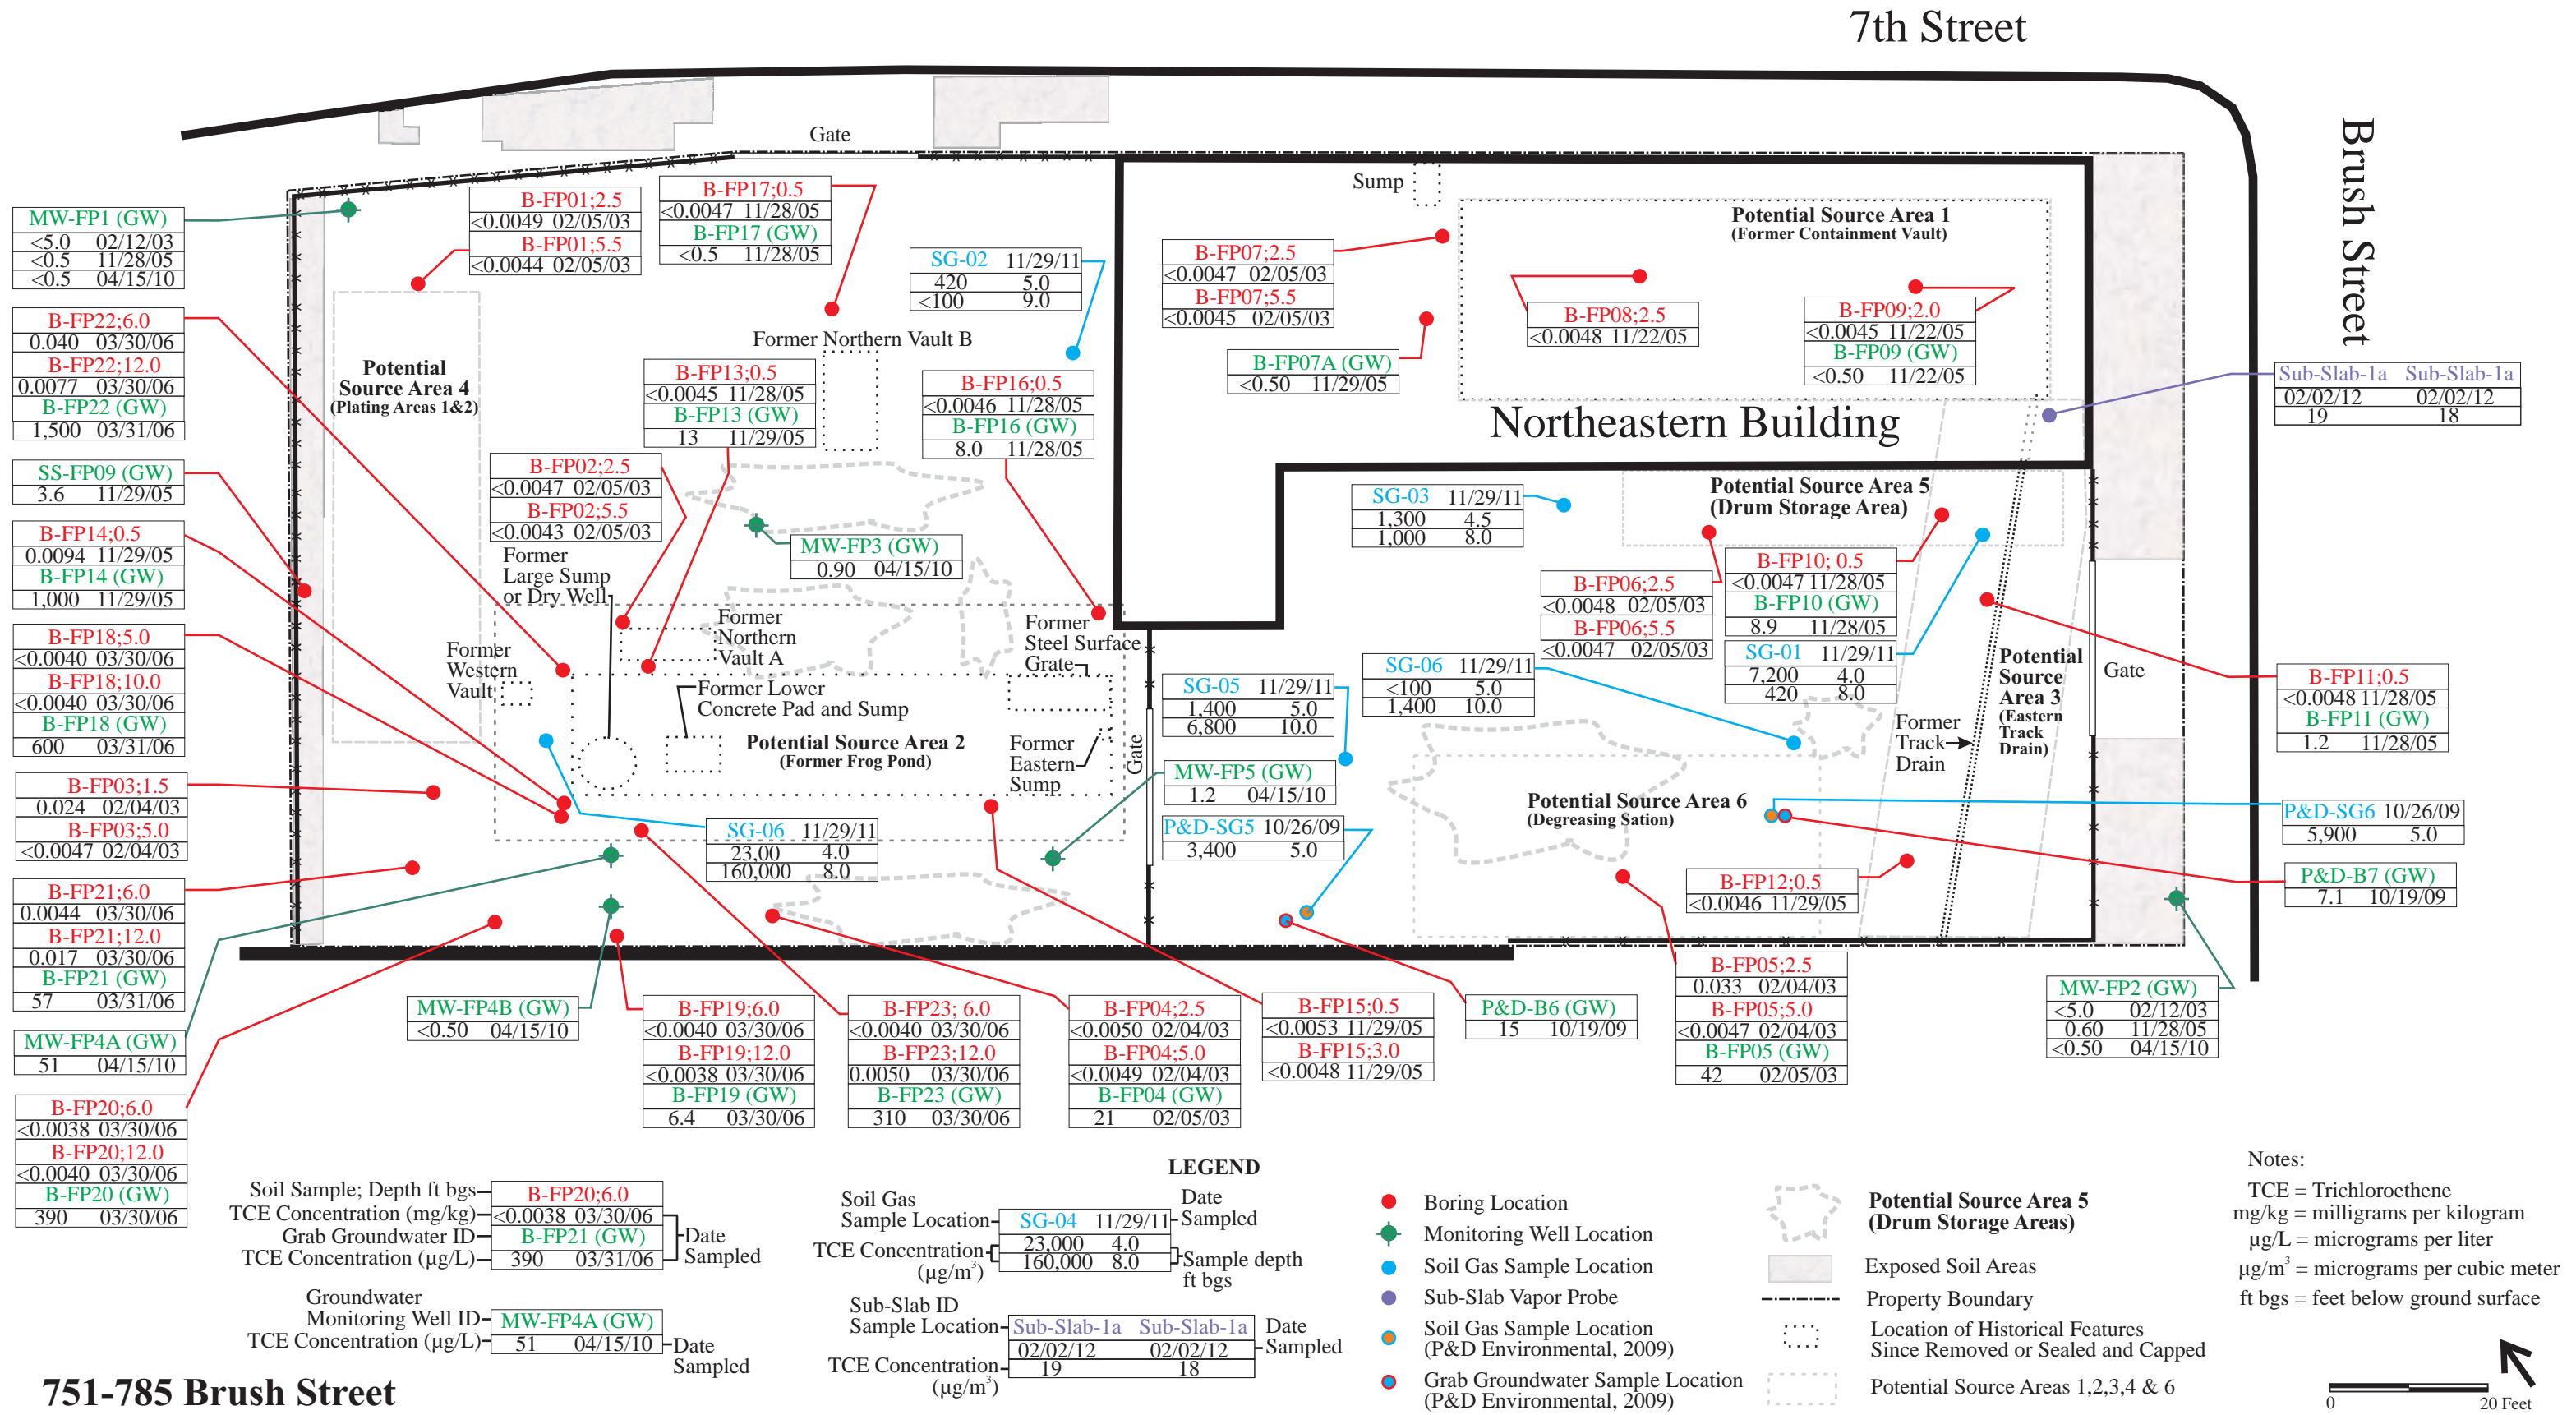 7th Street
Brush Street
Gate
Sump
Potential Source Area 1
(Former Containment Vault)
MW-FP1 (GW)
<5.0 02/12/03
<0.5 11/28/05
<0.5 04/15/10
B-FP01;2.5
<0.0049 02/05/03
B-FP01;5.5
<0.0044 02/05/03
B-FP17;0.5
<0.0047 11/28/05
B-FP17 (GW)
<0.5 11/28/05
SG-02 11/29/11
420 5.0
<100 9.0
B-FP07;2.5
<0.0047 02/05/03
B-FP07;5.5
<0.0045 02/05/03
B-FP07A (GW)
<0.50 11/29/05
B-FP08;2.5
<0.0048 11/22/05
B-FP09;2.0
<0.0045 11/22/05
B-FP09 (GW)
<0.50 11/22/05
Northeastern Building
Sub-Slab-1a Sub-Slab-1a
02/02/12 02/02/12
19 18
B-FP22;6.0
0.040 03/30/06
B-FP22;12.0
0.0077 03/30/06
B-FP22 (GW)
1,500 03/31/06
Potential
Source Area 4
(Plating Areas 1&2)
Former Northern Vault B
B-FP13;0.5
<0.0045 11/28/05
B-FP13 (GW)
13 11/29/05
B-FP16;0.5
<0.0046 11/28/05
B-FP16 (GW)
8.0 11/28/05
SS-FP09 (GW)
3.6 11/29/05
B-FP02;2.5
<0.0047 02/05/03
B-FP02;5.5
<0.0043 02/05/03
MW-FP3 (GW)
0.90 04/15/10
SG-03 11/29/11
1,300 4.5
1,000 8.0
Potential Source Area 5
(Drum Storage Area)
B-FP14;0.5
0.0094 11/29/05
B-FP14 (GW)
1,000 11/29/05
Former
Large Sump
or Dry Well
B-FP06;2.5
<0.0048 02/05/03
B-FP06;5.5
<0.0047 02/05/03
B-FP10; 0.5
<0.0047 11/28/05
B-FP10 (GW)
8.9 11/28/05
SG-01 11/29/11
7,200 4.0
420 8.0
B-FP18;5.0
<0.0040 03/30/06
B-FP18;10.0
<0.0040 03/30/06
B-FP18 (GW)
600 03/31/06
Former
Western
Vault
Former
Northern
Vault A
Former Lower
Concrete Pad and Sump
Former
Steel Surface
Grate
Potential Source Area 2
(Former Frog Pond)
Former
Eastern
Sump
Gate
SG-05 11/29/11
1,400 5.0
6,800 10.0
SG-06 11/29/11
<100 5.0
1,400 10.0
Potential
Source
Area 3
(Eastern
Track
Drain)
Former
Track
Drain
Gate
B-FP11;0.5
<0.0048 11/28/05
B-FP11 (GW)
1.2 11/28/05
B-FP03;1.5
0.024 02/04/03
B-FP03;5.0
<0.0047 02/04/03
MW-FP5 (GW)
1.2 04/15/10
P&D-SG5 10/26/09
3,400 5.0
SG-06 11/29/11
23,00 4.0
160,000 8.0
Potential Source Area 6
(Degreasing Sation)
P&D-SG6 10/26/09
5,900 5.0
P&D-B7 (GW)
7.1 10/19/09
B-FP12;0.5
<0.0046 11/29/05
B-FP21;6.0
0.0044 03/30/06
B-FP21;12.0
0.017 03/30/06
B-FP21 (GW)
57 03/31/06
MW-FP4A (GW)
51 04/15/10
B-FP20;6.0
<0.0038 03/30/06
B-FP20;12.0
<0.0040 03/30/06
B-FP20 (GW)
390 03/30/06
MW-FP4B (GW)
<0.50 04/15/10
B-FP19;6.0
<0.0040 03/30/06
B-FP19;12.0
<0.0038 03/30/06
B-FP19 (GW)
6.4 03/30/06
B-FP23; 6.0
<0.0040 03/30/06
B-FP23;12.0
0.0050 03/30/06
B-FP23 (GW)
310 03/30/06
B-FP04;2.5
<0.0050 02/04/03
B-FP04;5.0
<0.0049 02/04/03
B-FP04 (GW)
21 02/05/03
B-FP15;0.5
<0.0053 11/29/05
B-FP15;3.0
<0.0048 11/29/05
P&D-B6 (GW)
15 10/19/09
B-FP05;2.5
0.033 02/04/03
B-FP05;5.0
<0.0047 02/04/03
B-FP05 (GW)
42 02/05/03
MW-FP2 (GW)
<5.0 02/12/03
0.60 11/28/05
<0.50 04/15/10
LEGEND
Soil Sample; Depth ft bgs
TCE Concentration (mg/kg)
Grab Groundwater ID
TCE Concentration (µg/L)
B-FP20;6.0
<0.0038 03/30/06
B-FP21 (GW)
390 03/31/06
Date
Sampled
Groundwater
Monitoring Well ID
TCE Concentration (µg/L)
MW-FP4A (GW)
51 04/15/10
Date
Sampled
Soil Gas
Sample Location
TCE Concentration
(µg/m³)
SG-04 11/29/11
23,000 4.0
160,000 8.0
Date
Sampled
Sample depth
ft bgs
Sub-Slab ID
Sample Location
TCE Concentration
(µg/m³)
Sub-Slab-1a Sub-Slab-1a
02/02/12 02/02/12
19 18
Date
Sampled
Boring Location
Monitoring Well Location
Soil Gas Sample Location
Sub-Slab Vapor Probe
Soil Gas Sample Location
(P&D Environmental, 2009)
Grab Groundwater Sample Location
(P&D Environmental, 2009)
Potential Source Area 5
(Drum Storage Areas)
Exposed Soil Areas
Property Boundary
Location of Historical Features
Since Removed or Sealed and Capped
Potential Source Areas 1,2,3,4 & 6
Notes:
TCE = Trichloroethene
mg/kg = milligrams per kilogram
µg/L = micrograms per liter
µg/m³ = micrograms per cubic meter
ft bgs = feet below ground surface
0 20 Feet
751-785 Brush Street